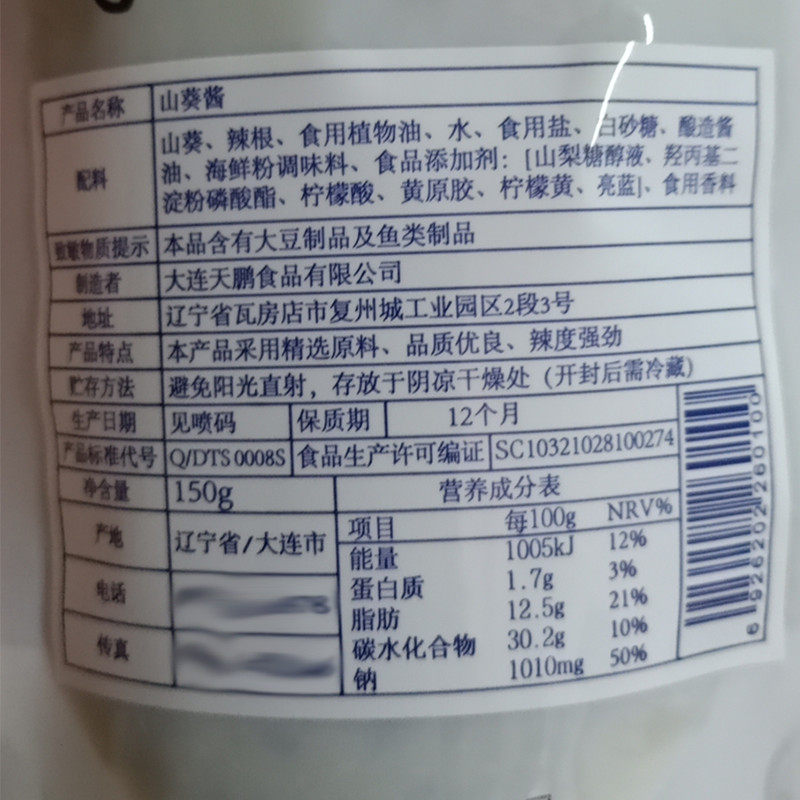 产品名称 山葵酱
配料 山葵、辣根、食用植物油、水、食用盐、白砂糖、酿造酱
油、海鲜粉调味料、食品添加剂：[山梨糖醇液、羟丙基二
淀粉磷酸酯、柠檬酸、黄原胶、柠檬黄、亮蓝]、食用香料
致敏物质提示 本品含有大豆制品及鱼类制品
制造者 大连天鹏食品有限公司
地址 辽宁省瓦房店市复州城工业园区2段3号
产品特点 本产品采用精选原料、品质优良、辣度强劲
贮存方法 避免阳光直射，存放于阴凉干燥处（开封后需冷藏）
生产日期 见喷码 保质期 12个月
产品标准代号 Q/DTS 0008S 食品生产许可编证 SC10321028100274
净含量 150g 营养成分表
产地 辽宁省/大连市
项目 每100g NRV%
能量 1005kJ 12%
蛋白质 1.7g 3%
脂肪 12.5g 21%
碳水化合物 30.2g 10%
钠 1010mg 50%
电话
传真
6926202260100